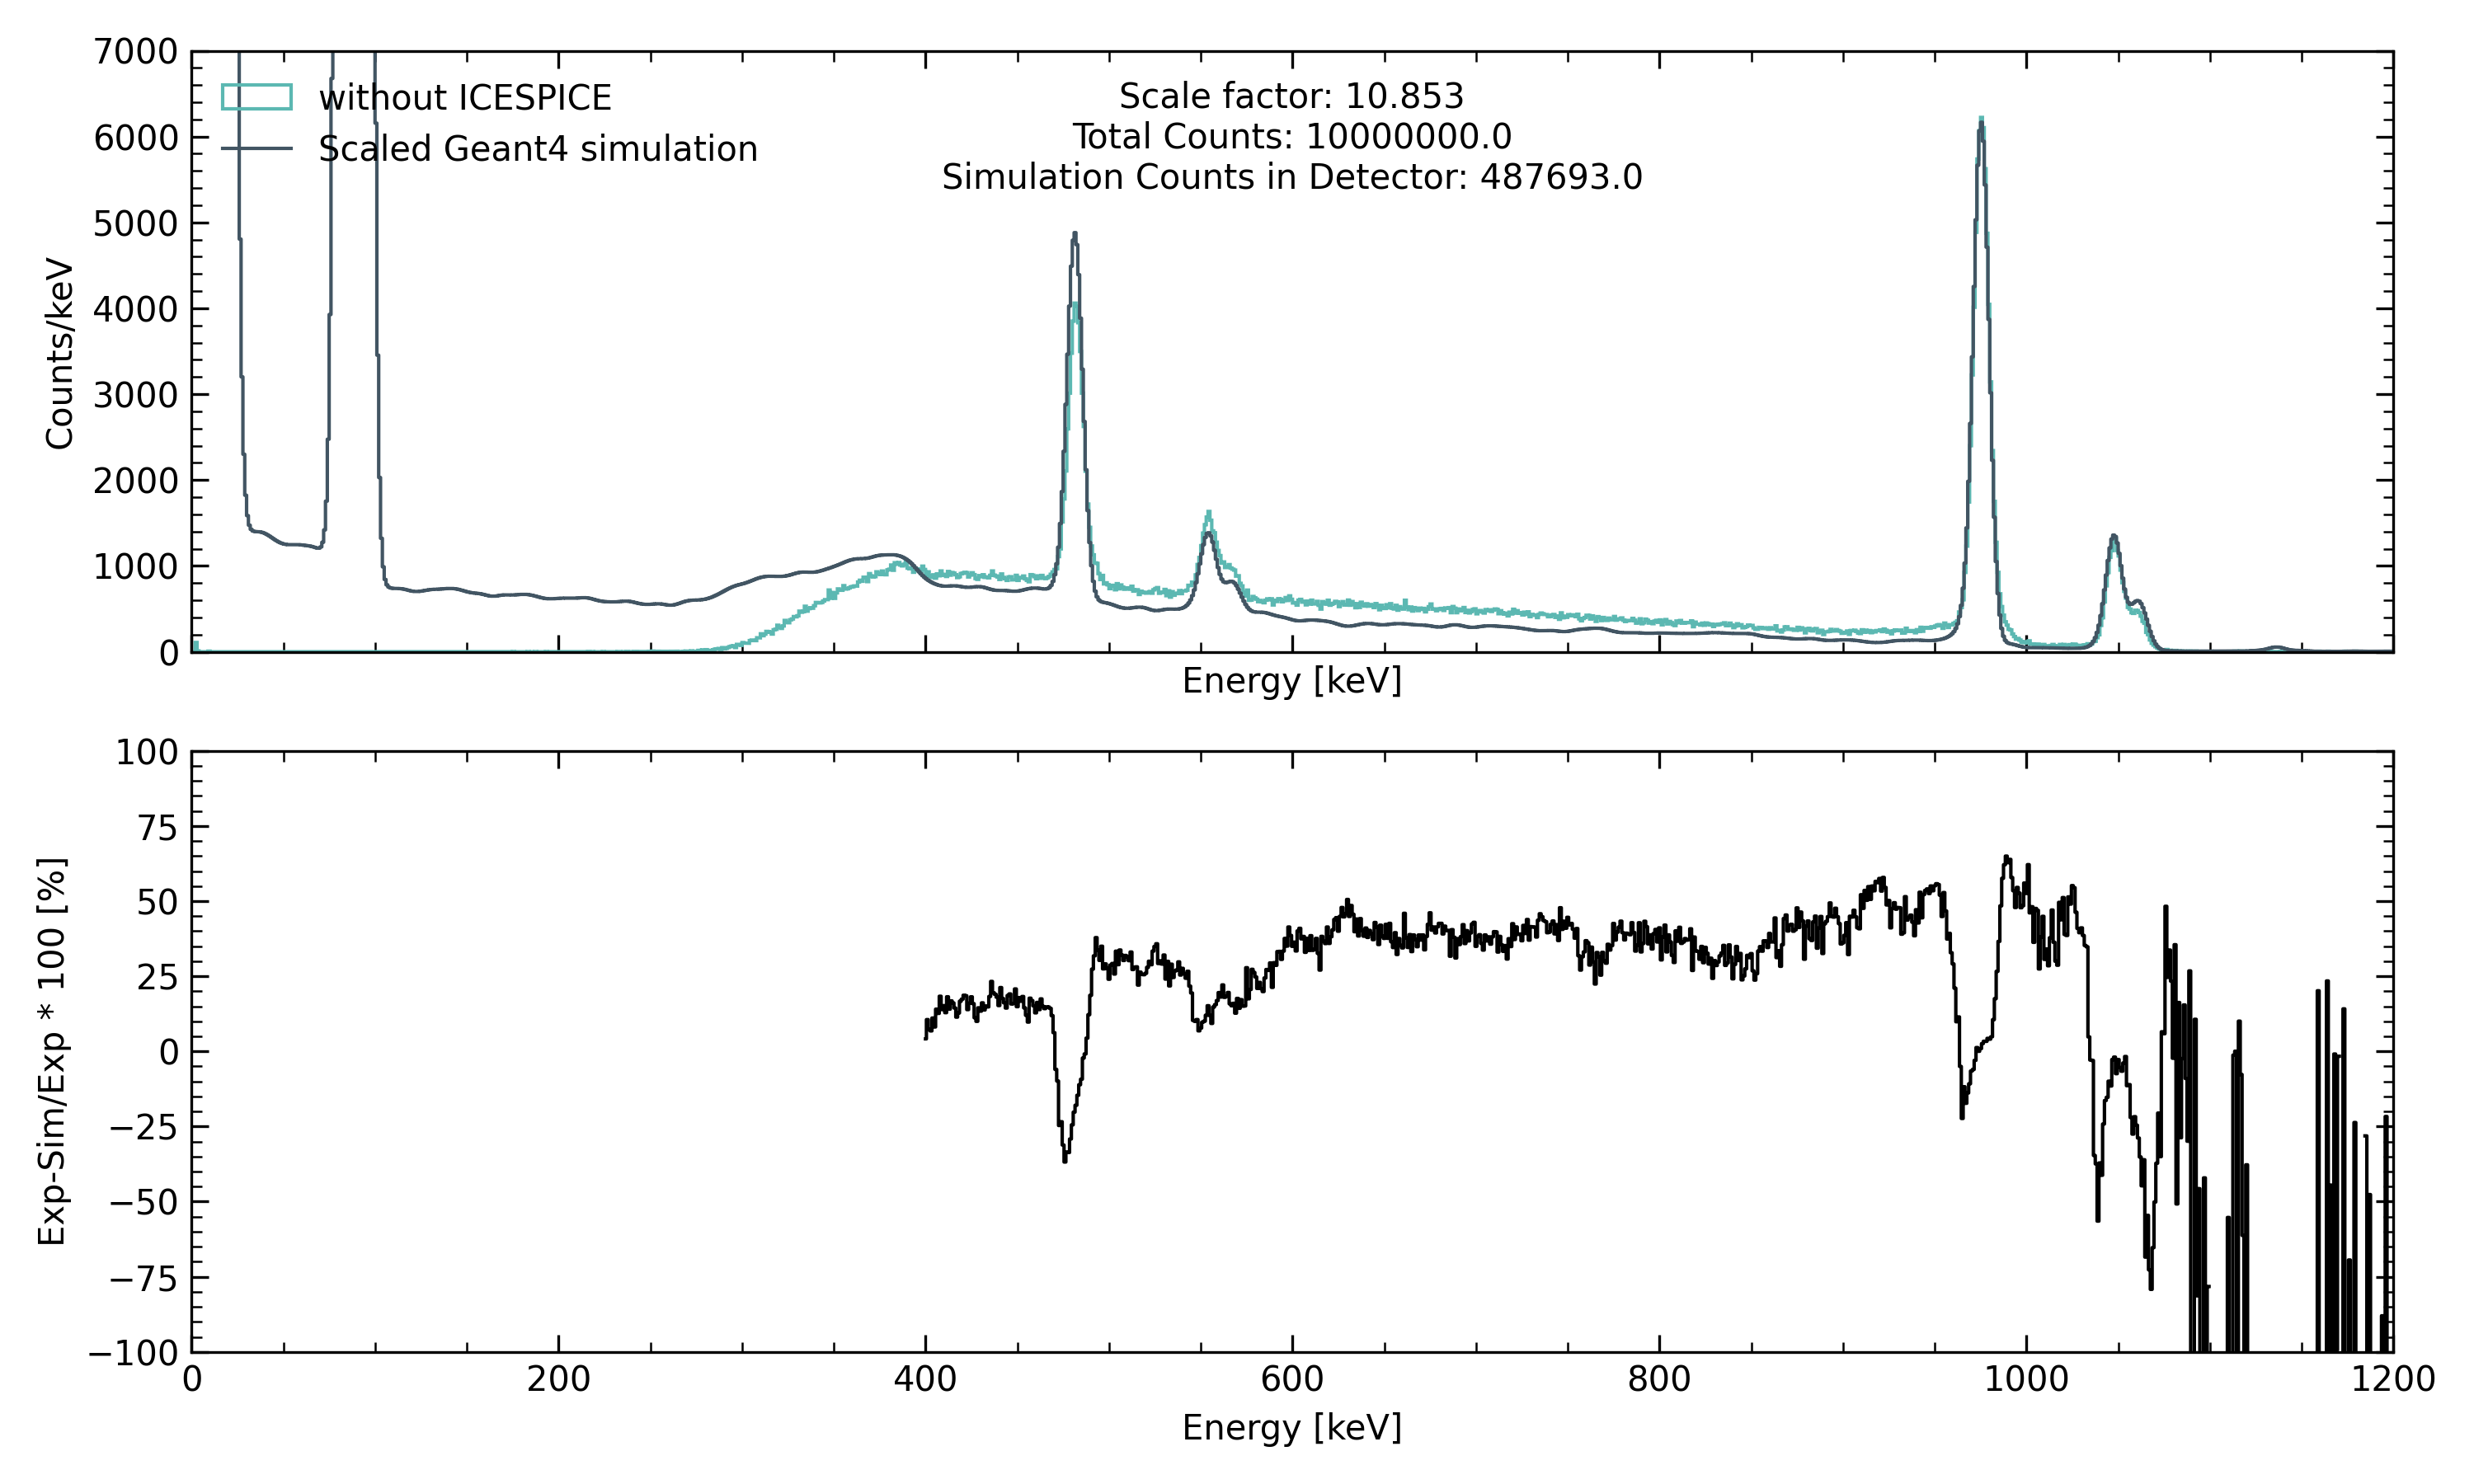 7000
6000
5000
4000
3000
2000
1000
0
Counts/keV
without ICESPICE
Scaled Geant4 simulation
Scale factor: 10.853
Total Counts: 10000000.0
Simulation Counts in Detector: 487693.0
Energy [keV]
100
75
50
25
0
−25
−50
−75
−100
Exp-Sim/Exp * 100 [%]
0 200 400 600 800 1000 1200
Energy [keV]